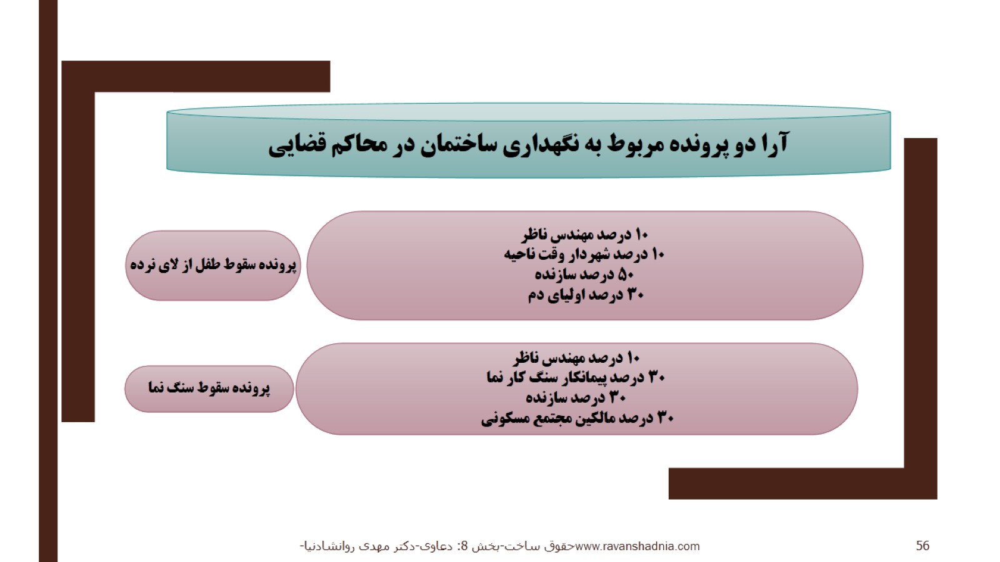 آرا دو پرونده مربوط به نگهداری ساختمان در محاکم قضایی
پرونده سقوط طفل از لای نرده
۱۰ درصد مهندس ناظر
۱۰ درصد شهردار وقت ناحیه
۵۰ درصد سازنده
۳۰ درصد اولیای دم
پرونده سقوط سنگ نما
۱۰ درصد مهندس ناظر
۳۰ درصد پیمانکار سنگ کار نما
۳۰ درصد سازنده
۳۰ درصد مالکین مجتمع مسکونی
www.ravanshadnia.comحقوق ساخت-بخش 8: دعاوی-دکتر مهدی روانشادنیا-
56